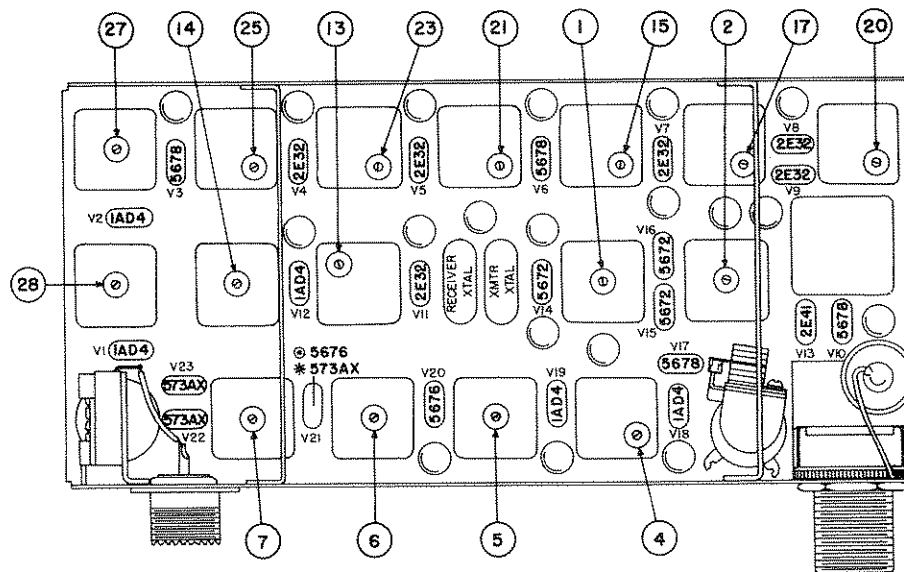 27 14 25 13 23 21 1 15 2 17 20
V3 5678
V4 2E32
V5 2E32
V6 5678
V7 2E32
V8 2E32
2E32 V9
V2 1AD4
28
1AD4 V12
2E32 V11
RECEIVER XTAL
XMTR XTAL
5672 V14
V16 5672
V15 5672
2E41 V13
5678 V10
V1 1AD4
V23
573AX
573AX
V22
⊙ 5676
* 573AX
V21
V20 5676
V19 1AD4
V17
5678
1AD4 V18
7 6 5 4